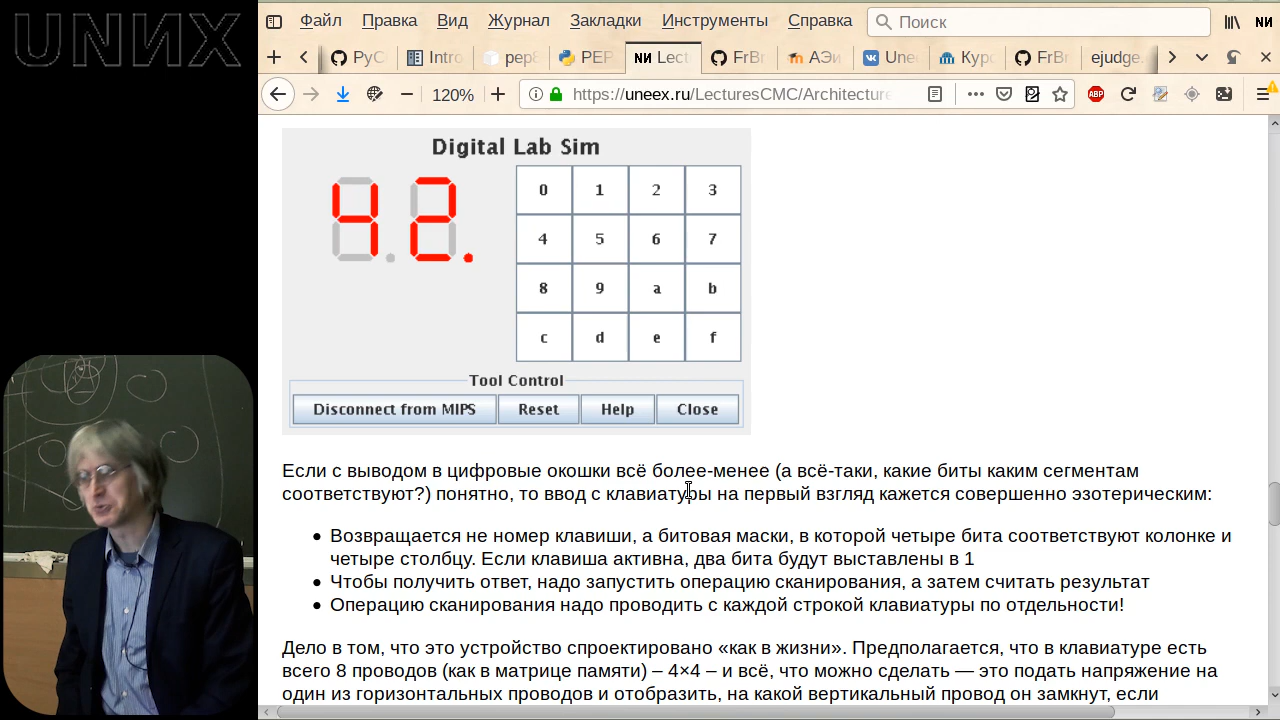 UNИX
Файл Правка Вид Журнал Закладки Инструменты Справка Поиск NИ
PyC Intro pep8 PEP NИ Lect FrBr АЭи Unee Курс FrBr ejudge
120% https://uneex.ru/LecturesCMC/Architecture ABP
Digital Lab Sim
42.
0 1 2 3
4 5 6 7
8 9 a b
c d e f
Tool Control
Disconnect from MIPS Reset Help Close
Если с выводом в цифровые окошки всё более-менее (а всё-таки, какие биты каким сегментам
соответствуют?) понятно, то ввод с клавиатуры на первый взгляд кажется совершенно эзотерическим:
• Возвращается не номер клавиши, а битовая маски, в которой четыре бита соответствуют колонке и
четыре столбцу. Если клавиша активна, два бита будут выставлены в 1
• Чтобы получить ответ, надо запустить операцию сканирования, а затем считать результат
• Операцию сканирования надо проводить с каждой строкой клавиатуры по отдельности!
Дело в том, что это устройство спроектировано «как в жизни». Предполагается, что в клавиатуре есть
всего 8 проводов (как в матрице памяти) – 4×4 – и всё, что можно сделать — это подать напряжение на
один из горизонтальных проводов и отобразить, на какой вертикальный провод он замкнут, если